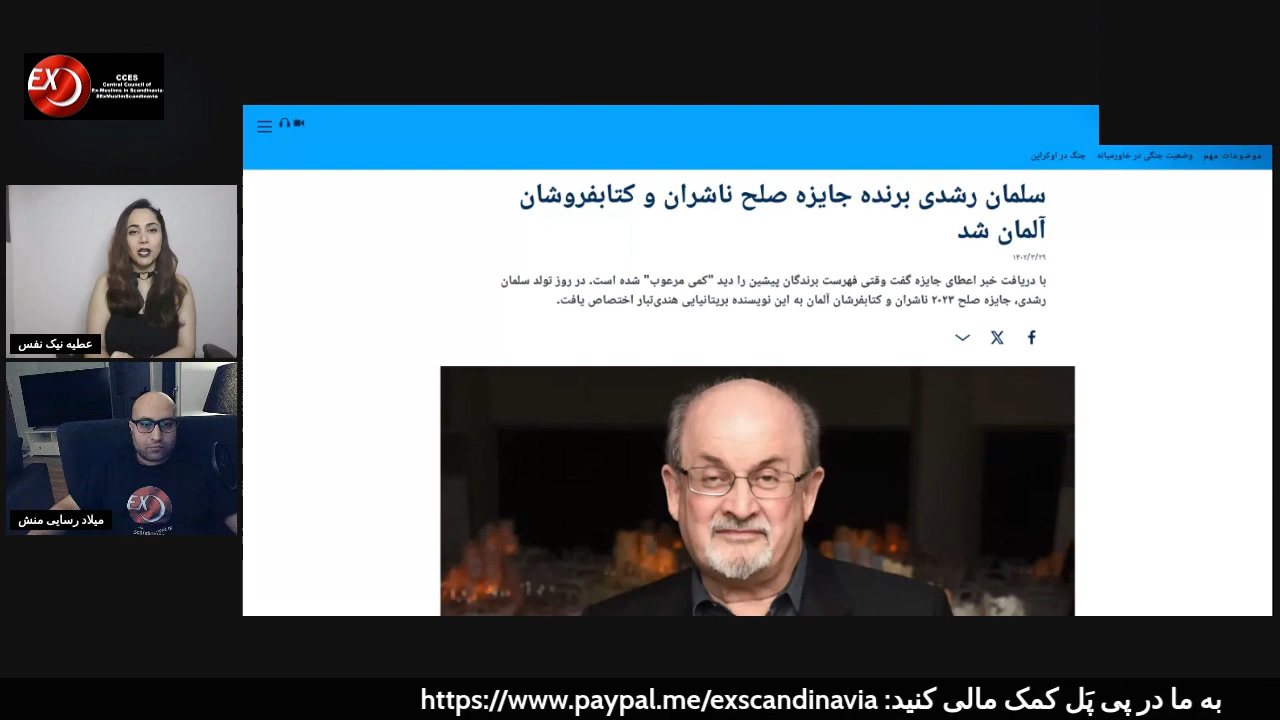 EX
CCES
Central Council of
Ex-Muslims in Scandinavia
#ExMuslimScandinavia
موضوعات مهم وضعیت جنگی در خاورمیانه جنگ در اوکراین
سلمان رشدی برنده جایزه صلح ناشران و کتابفروشان
آلمان شد
۱۴۰۲/۳/۲۹
با دریافت خبر اعطای جایزه گفت وقتی فهرست برندگان پیشین را دید "کمی مرعوب" شده است. در روز تولد سلمان
رشدی، جایزه صلح ۲۰۲۳ ناشران و کتابفرشان آلمان به این نویسنده بریتانیایی هندی‌تبار اختصاص یافت.
عطیه نیک نفس
EX
میلاد رسایی منش
به ما در پی پَل کمک مالی کنید: https://www.paypal.me/exscandinavia